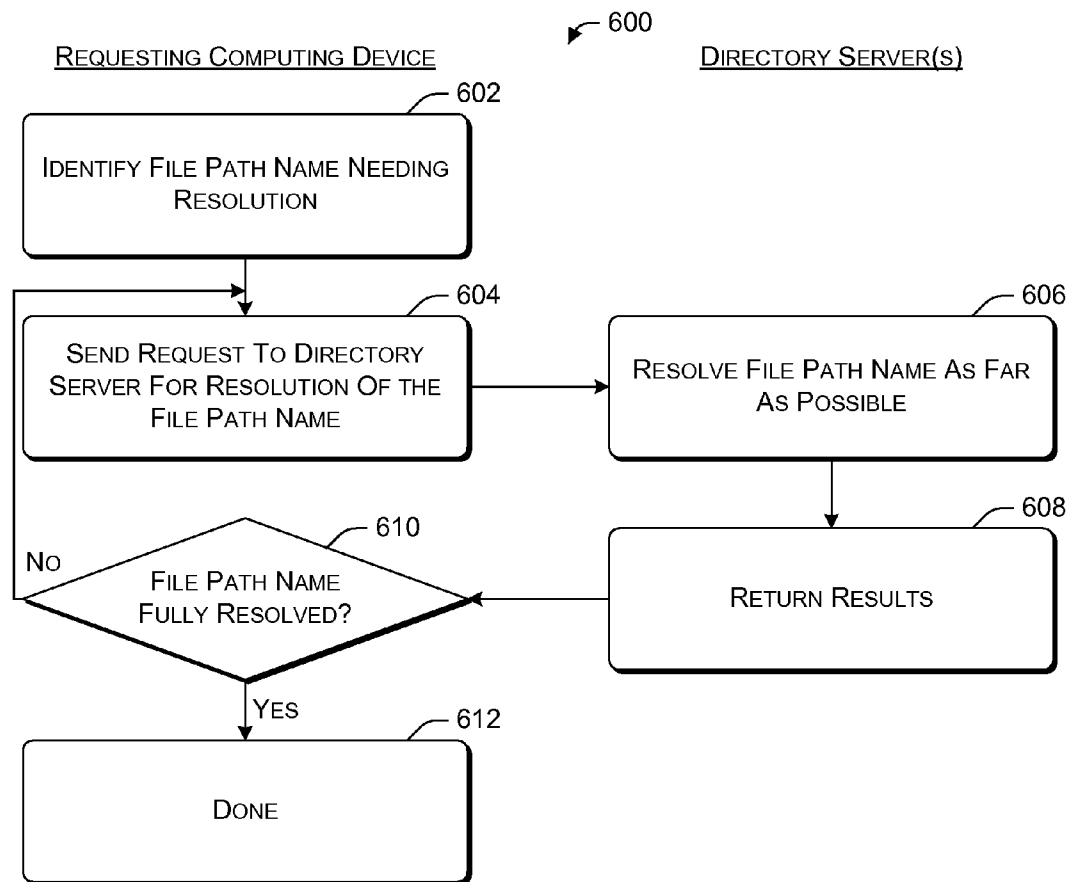 600
REQUESTING COMPUTING DEVICE
DIRECTORY SERVER(S)
602
IDENTIFY FILE PATH NAME NEEDING
RESOLUTION
604
SEND REQUEST TO DIRECTORY
SERVER FOR RESOLUTION OF THE
FILE PATH NAME
606
RESOLVE FILE PATH NAME AS FAR
AS POSSIBLE
608
RETURN RESULTS
610
FILE PATH NAME
FULLY RESOLVED?
NO
YES
612
DONE